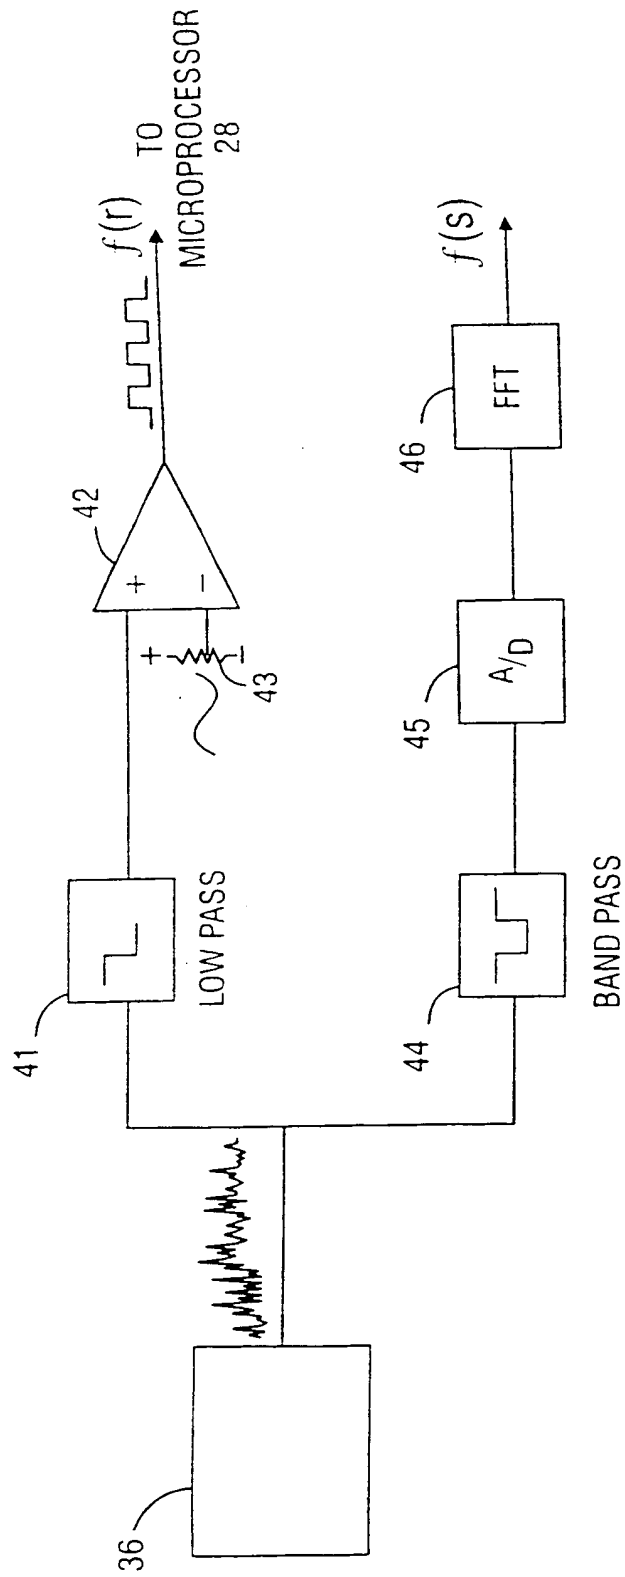 36
41
LOW PASS
42
+
−
+
−
43
f(r)
TO
MICROPROCESSOR
28
44
BAND PASS
45
A/D
46
FFT
f(s)